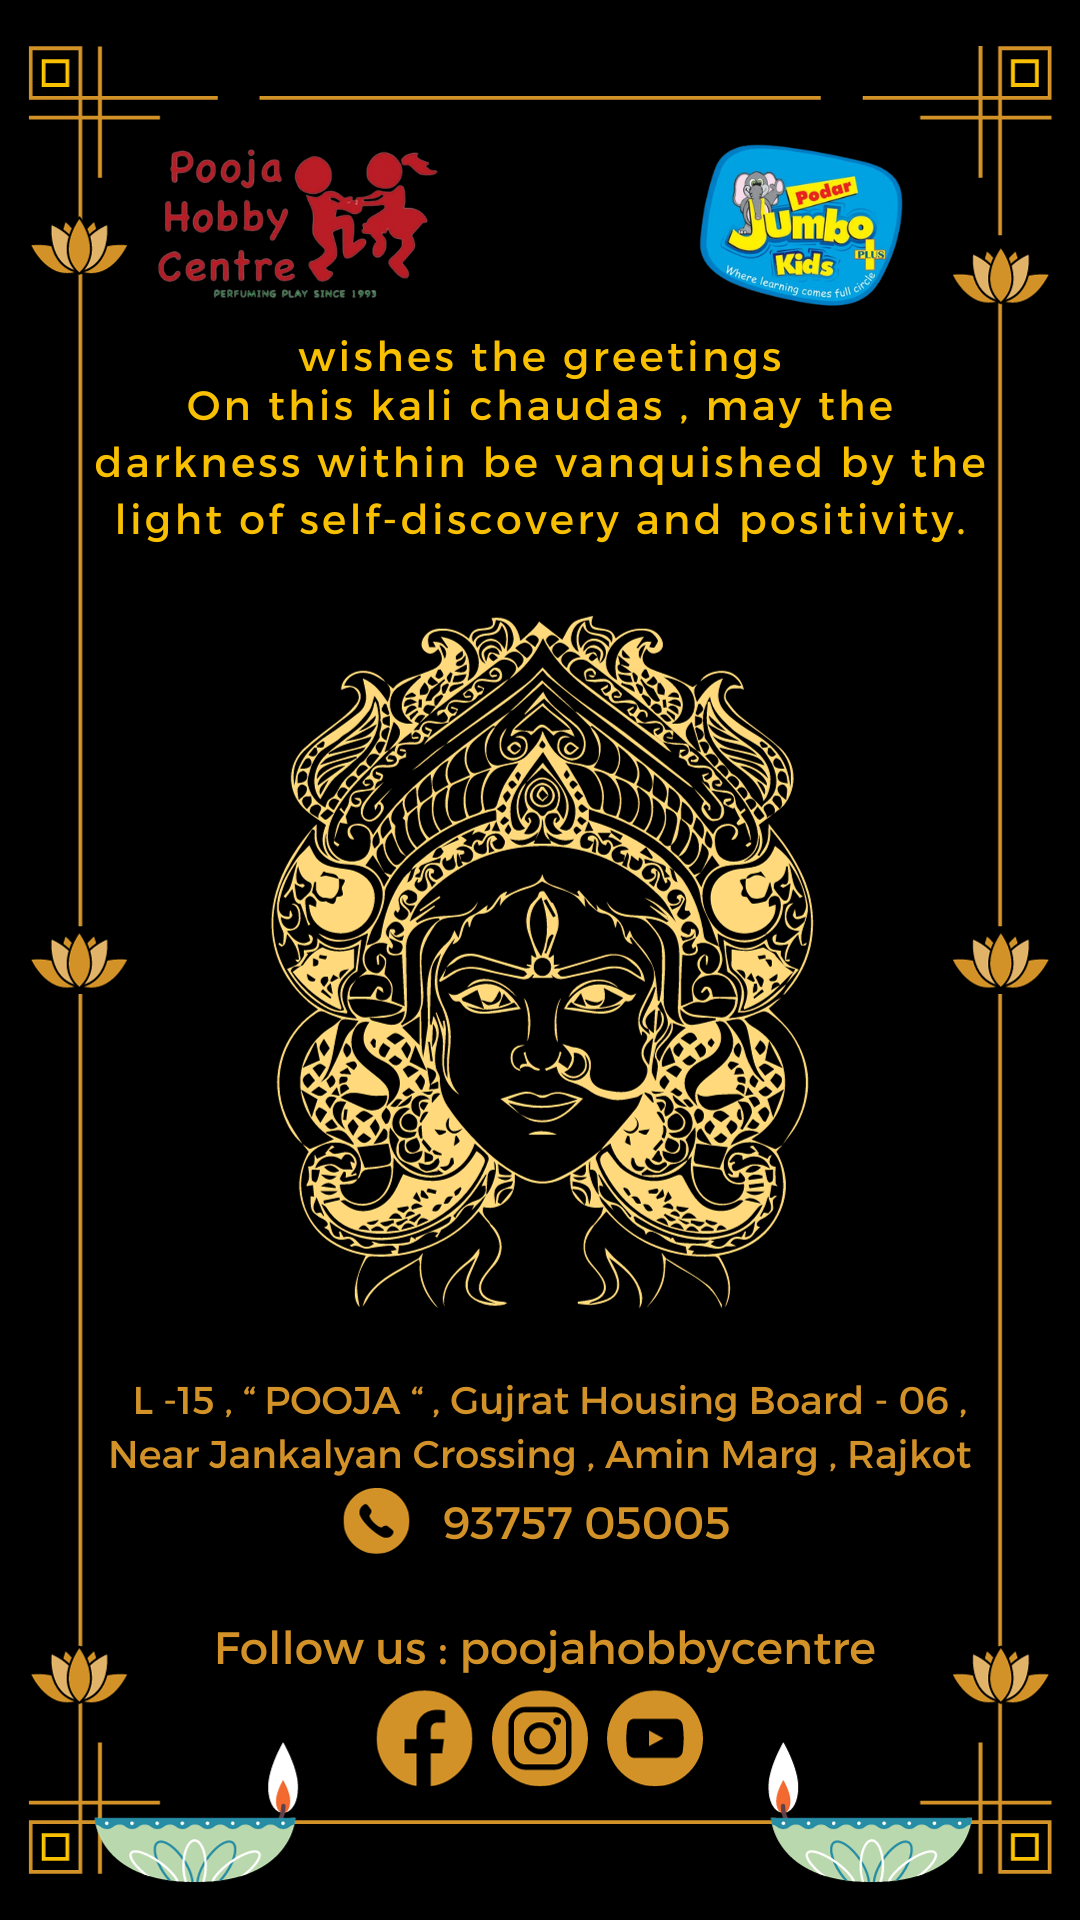 Pooja
Hobby
Centre
PERFUMING PLAY SINCE 1993
Podar
Jumbo
Kids
PLUS
Where learning comes full circle
wishes the greetings
On this kali chaudas , may the
darkness within be vanquished by the
light of self-discovery and positivity.
L -15 , “ POOJA “ , Gujrat Housing Board - 06 ,
Near Jankalyan Crossing , Amin Marg , Rajkot
93757 05005
Follow us : poojahobbycentre